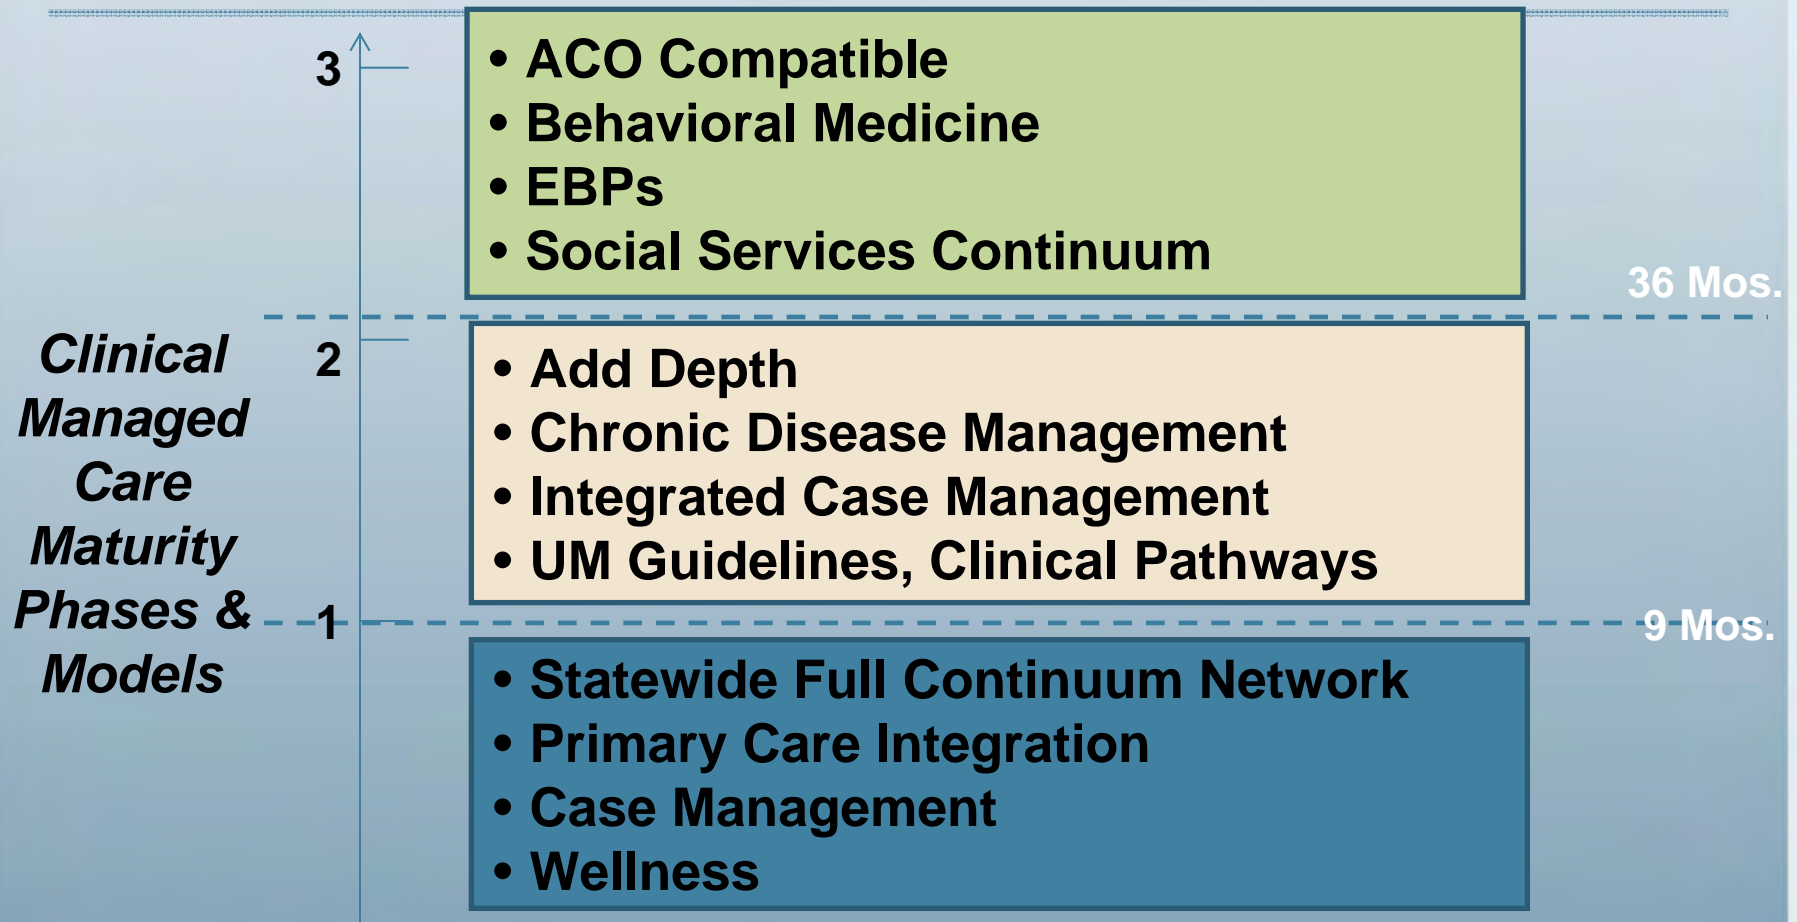 3
• ACO Compatible
• Behavioral Medicine
• EBPs
• Social Services Continuum
36 Mos.
Clinical
Managed
Care
Maturity
Phases &
Models
2
• Add Depth
• Chronic Disease Management
• Integrated Case Management
• UM Guidelines, Clinical Pathways
1
9 Mos.
• Statewide Full Continuum Network
• Primary Care Integration
• Case Management
• Wellness